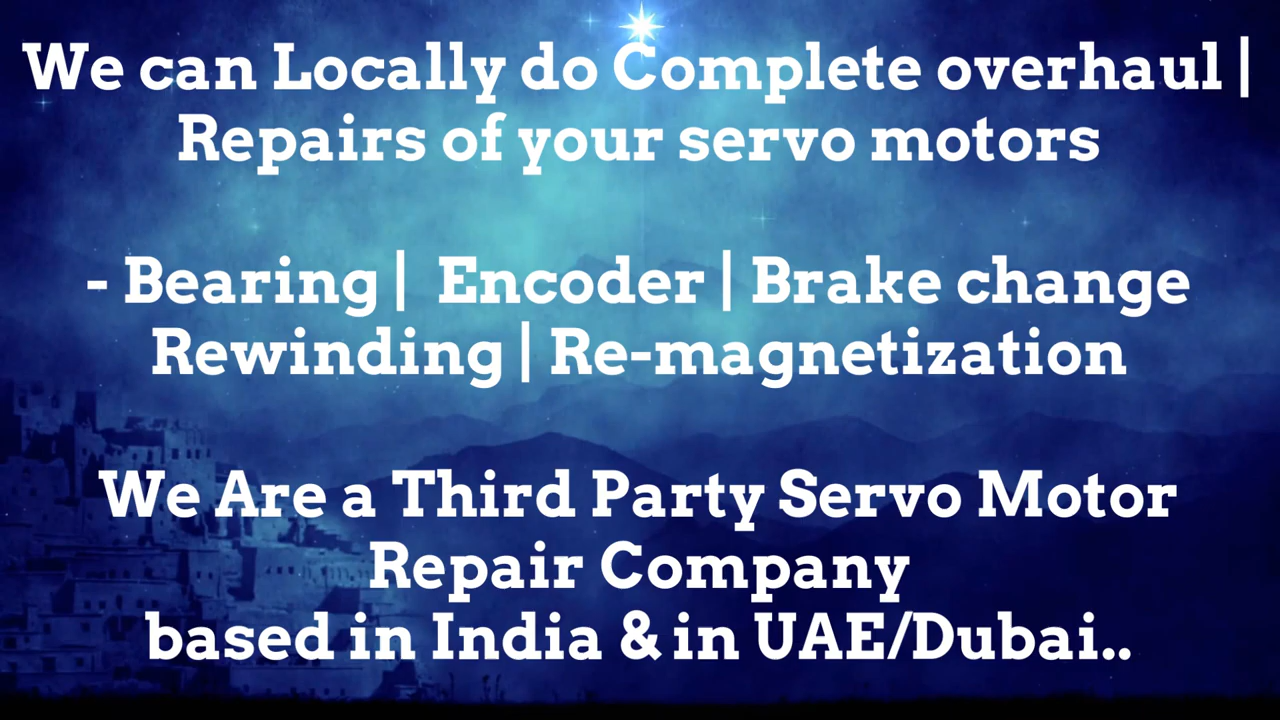 We can Locally do Complete overhaul |
Repairs of your servo motors
- Bearing | Encoder | Brake change
Rewinding | Re-magnetization
We Are a Third Party Servo Motor
Repair Company
based in India & in UAE/Dubai..